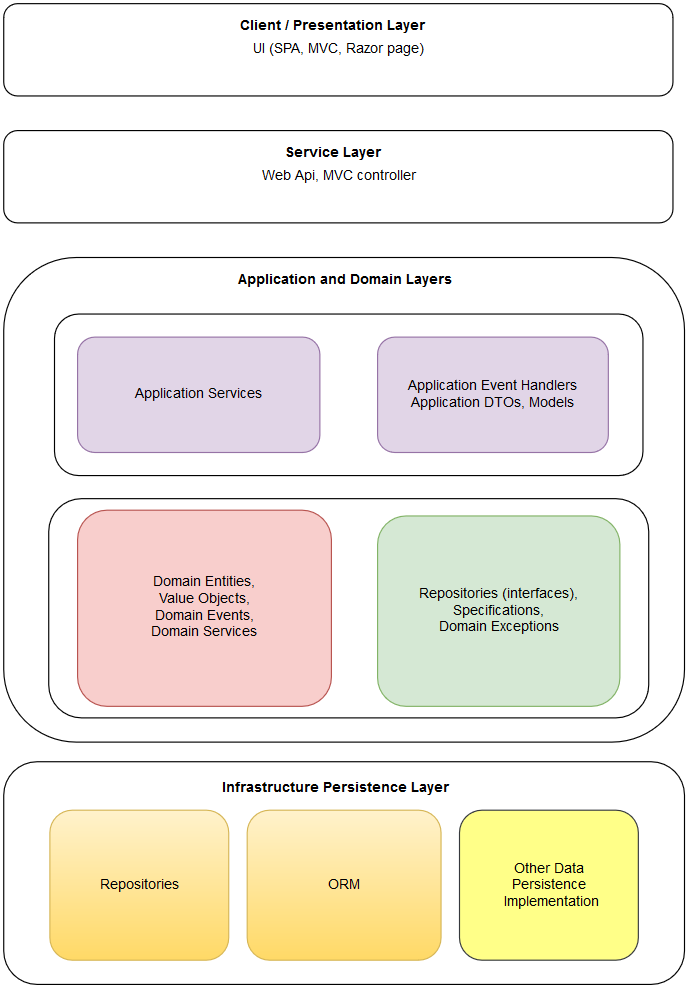 Client / Presentation Layer
UI (SPA, MVC, Razor page)
Service Layer
Web Api, MVC controller
Application and Domain Layers
Application Services
Application Event Handlers
Application DTOs, Models
Domain Entities,
Value Objects,
Domain Events,
Domain Services
Repositories (interfaces),
Specifications,
Domain Exceptions
Infrastructure Persistence Layer
Repositories
ORM
Other Data
Persistence
Implementation